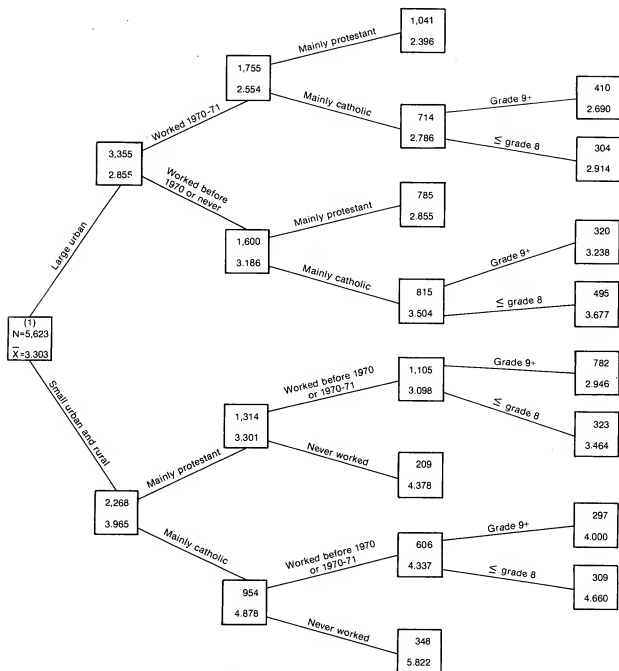 1,041
2.396
Mainly protestant
1,755
2.554
Mainly catholic
714
2.786
Grade 9+
410
2.690
≤ grade 8
304
2.914
Worked 1970-71
3,355
2.855
Worked before
1970 or never
1,600
3.186
Mainly protestant
785
2.855
Mainly catholic
815
3.504
Grade 9+
320
3.238
≤ grade 8
495
3.677
Large urban
(1)
N=5,623
X̄=3.303
Small urban and rural
2,268
3.965
Mainly protestant
1,314
3.301
Worked before 1970
or 1970-71
1,105
3.098
Grade 9+
782
2.946
≤ grade 8
323
3.464
Never worked
209
4.378
Mainly catholic
954
4.878
Worked before 1970
or 1970-71
606
4.337
Grade 9+
297
4.000
≤ grade 8
309
4.660
Never worked
348
5.822